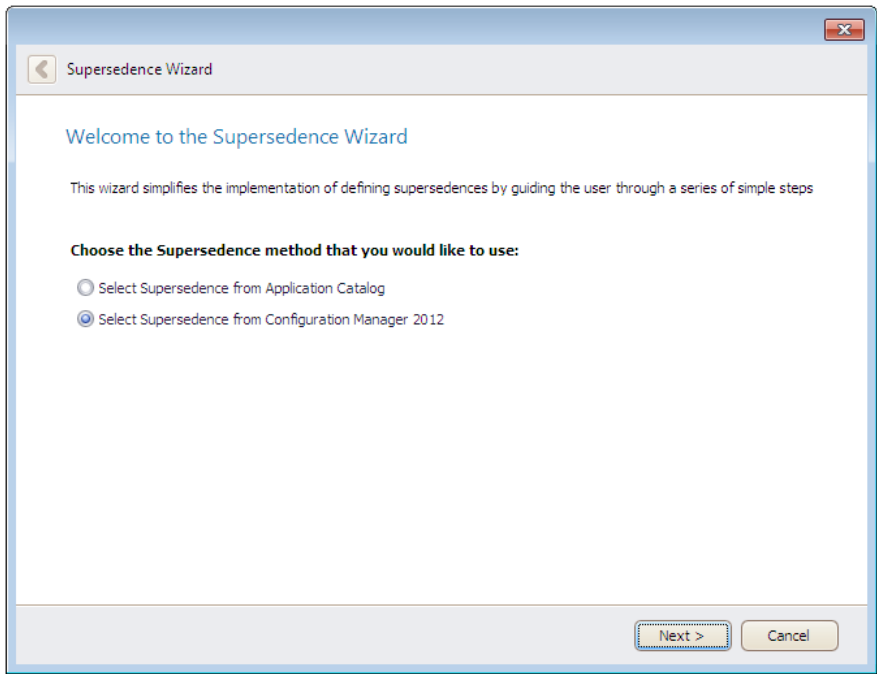 Supersedence Wizard
Welcome to the Supersedence Wizard
This wizard simplifies the implementation of defining supersedences by guiding the user through a series of simple steps
Choose the Supersedence method that you would like to use:
Select Supersedence from Application Catalog
Select Supersedence from Configuration Manager 2012
Next > Cancel